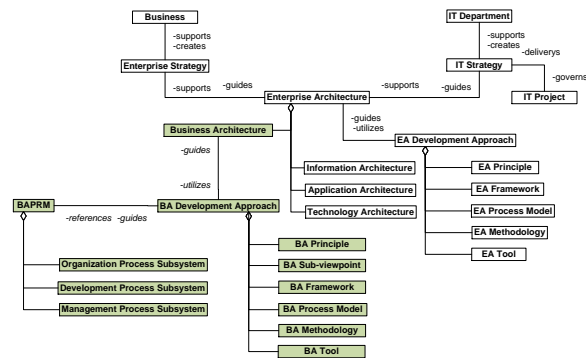 Business
IT Department
-supports
-creates
-supports
-creates
-deliverys
Enterprise Strategy
IT Strategy
-governs
-supports
-guides
-supports
-guides
Enterprise Architecture
IT Project
-guides
-utilizes
Business Architecture
EA Development Approach
-guides
Information Architecture
EA Principle
-utilizes
Application Architecture
EA Framework
BAPRM
BA Development Approach
Technology Architecture
EA Process Model
-references
-guides
EA Methodology
BA Principle
EA Tool
Organization Process Subsystem
BA Sub-viewpoint
Development Process Subsystem
BA Framework
Management Process Subsystem
BA Process Model
BA Methodology
BA Tool